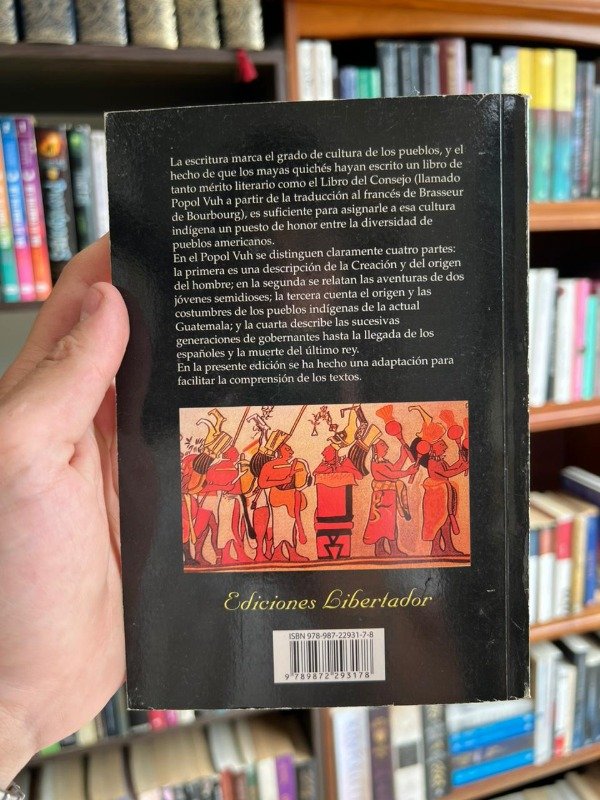 La escritura marca el grado de cultura de los pueblos, y el
hecho de que los mayas quichés hayan escrito un libro de
tanto mérito literario como el Libro del Consejo (llamado
Popol Vuh a partir de la traducción al francés de Brasseur
de Bourbourg), es suficiente para asignarle a esa cultura
indígena un puesto de honor entre la diversidad de
pueblos americanos.
En el Popol Vuh se distinguen claramente cuatro partes:
la primera es una descripción de la Creación y del origen
del hombre; en la segunda se relatan las aventuras de dos
jóvenes semidioses; la tercera cuenta el origen y las
costumbres de los pueblos indígenas de la actual
Guatemala; y la cuarta describe las sucesivas
generaciones de gobernantes hasta la llegada de los
españoles y la muerte del último rey.
En la presente edición se ha hecho una adaptación para
facilitar la comprensión de los textos.
Ediciones Libertador
ISBN 978-987-22931-7-8
9 789872 293178